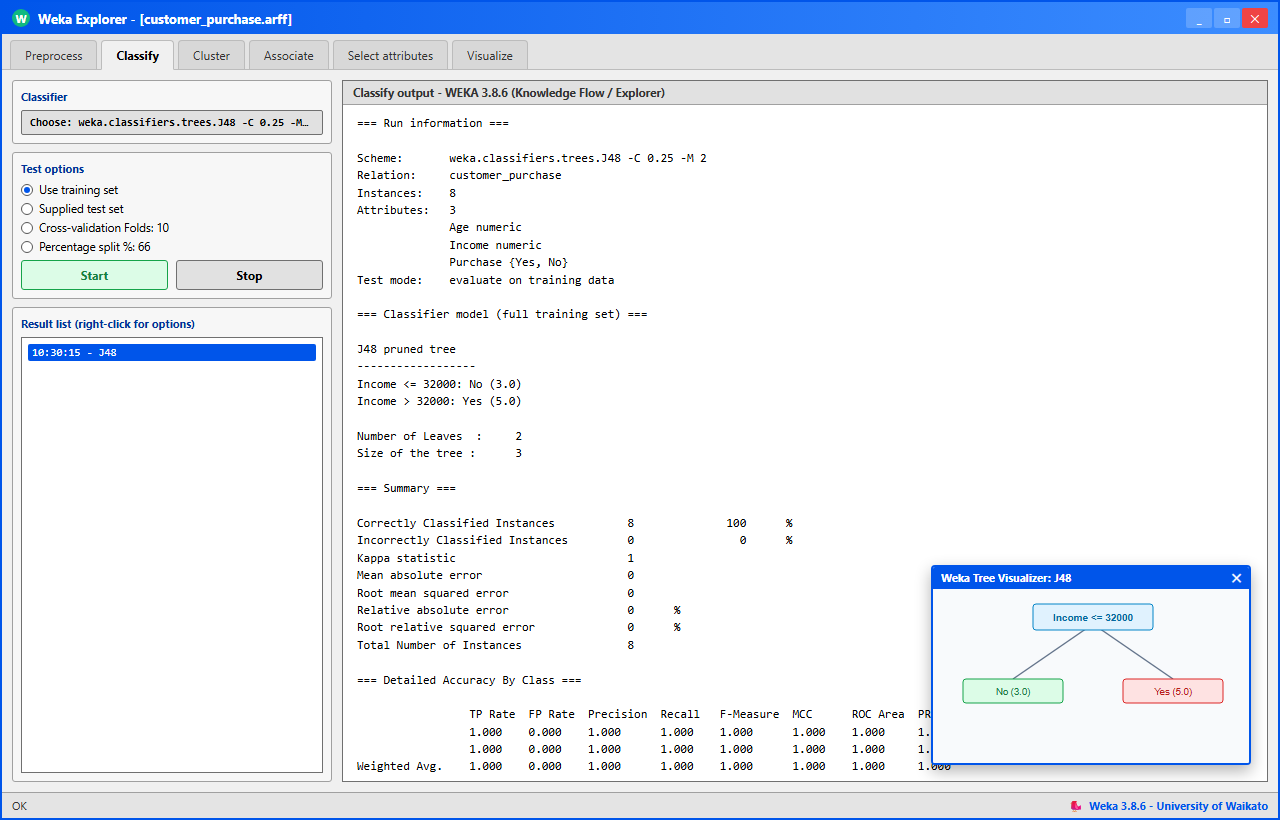 W Weka Explorer - [customer_purchase.arff]
Preprocess Classify Cluster Associate Select attributes Visualize
Classifier
Choose: weka.classifiers.trees.J48 -C 0.25 -M…
Test options
Use training set
Supplied test set
Cross-validation Folds: 10
Percentage split %: 66
Start Stop
Result list (right-click for options)
10:30:15 - J48
Classify output - WEKA 3.8.6 (Knowledge Flow / Explorer)
=== Run information ===
Scheme: weka.classifiers.trees.J48 -C 0.25 -M 2
Relation: customer_purchase
Instances: 8
Attributes: 3
Age numeric
Income numeric
Purchase {Yes, No}
Test mode: evaluate on training data
=== Classifier model (full training set) ===
J48 pruned tree
------------------
Income <= 32000: No (3.0)
Income > 32000: Yes (5.0)
Number of Leaves : 2
Size of the tree : 3
=== Summary ===
Correctly Classified Instances 8 100 %
Incorrectly Classified Instances 0 0 %
Kappa statistic 1
Mean absolute error 0
Root mean squared error 0
Relative absolute error 0 %
Root relative squared error 0 %
Total Number of Instances 8
=== Detailed Accuracy By Class ===
TP Rate FP Rate Precision Recall F-Measure MCC ROC Area PR
1.000 0.000 1.000 1.000 1.000 1.000 1.000 1.
1.000 0.000 1.000 1.000 1.000 1.000 1.000 1.
Weighted Avg. 1.000 0.000 1.000 1.000 1.000 1.000 1.000 1.000
Weka Tree Visualizer: J48
Income <= 32000
No (3.0) Yes (5.0)
OK
Weka 3.8.6 - University of Waikato